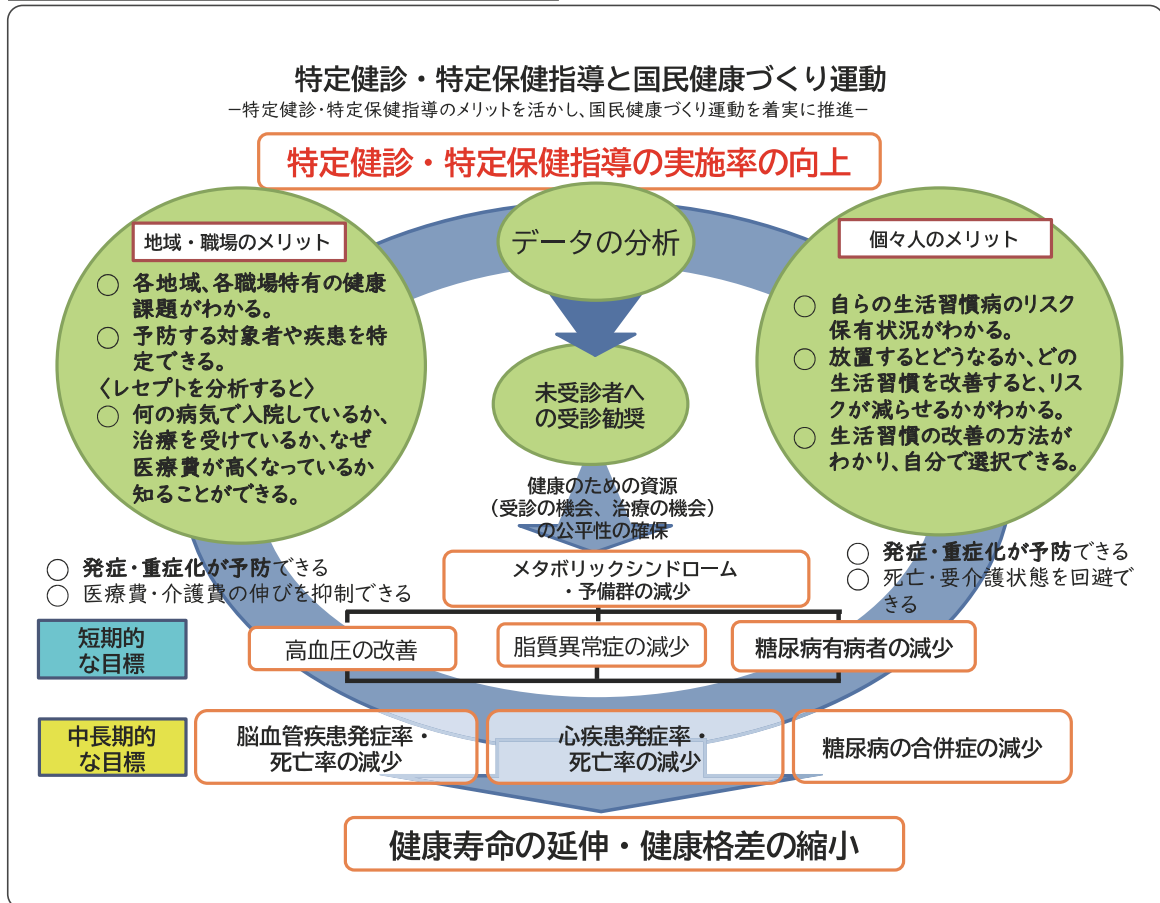 特定健診・特定保健指導と国民健康づくり運動
−特定健診・特定保健指導のメリットを活かし、国民健康づくり運動を着実に推進−
特定健診・特定保健指導の実施率の向上
地域・職場のメリット
○ 各地域、各職場特有の健康
課題がわかる。
○ 予防する対象者や疾患を特
定できる。
〈レセプトを分析すると〉
○ 何の病気で入院しているか、
治療を受けているか、なぜ
医療費が高くなっているか
知ることができる。
データの分析
未受診者へ
の受診勧奨
健康のための資源
（受診の機会、治療の機会）
の公平性の確保
個々人のメリット
○ 自らの生活習慣病のリスク
保有状況がわかる。
○ 放置するとどうなるか、どの
生活習慣を改善すると、リス
クが減らせるかがわかる。
○ 生活習慣の改善の方法が
わかり、自分で選択できる。
○ 発症・重症化が予防できる
○ 医療費・介護費の伸びを抑制できる
○ 発症・重症化が予防できる
○ 死亡・要介護状態を回避で
きる
メタボリックシンドローム
・予備群の減少
短期的
な目標
高血圧の改善
脂質異常症の減少
糖尿病有病者の減少
中長期的
な目標
脳血管疾患発症率・
死亡率の減少
心疾患発症率・
死亡率の減少
糖尿病の合併症の減少
健康寿命の延伸・健康格差の縮小